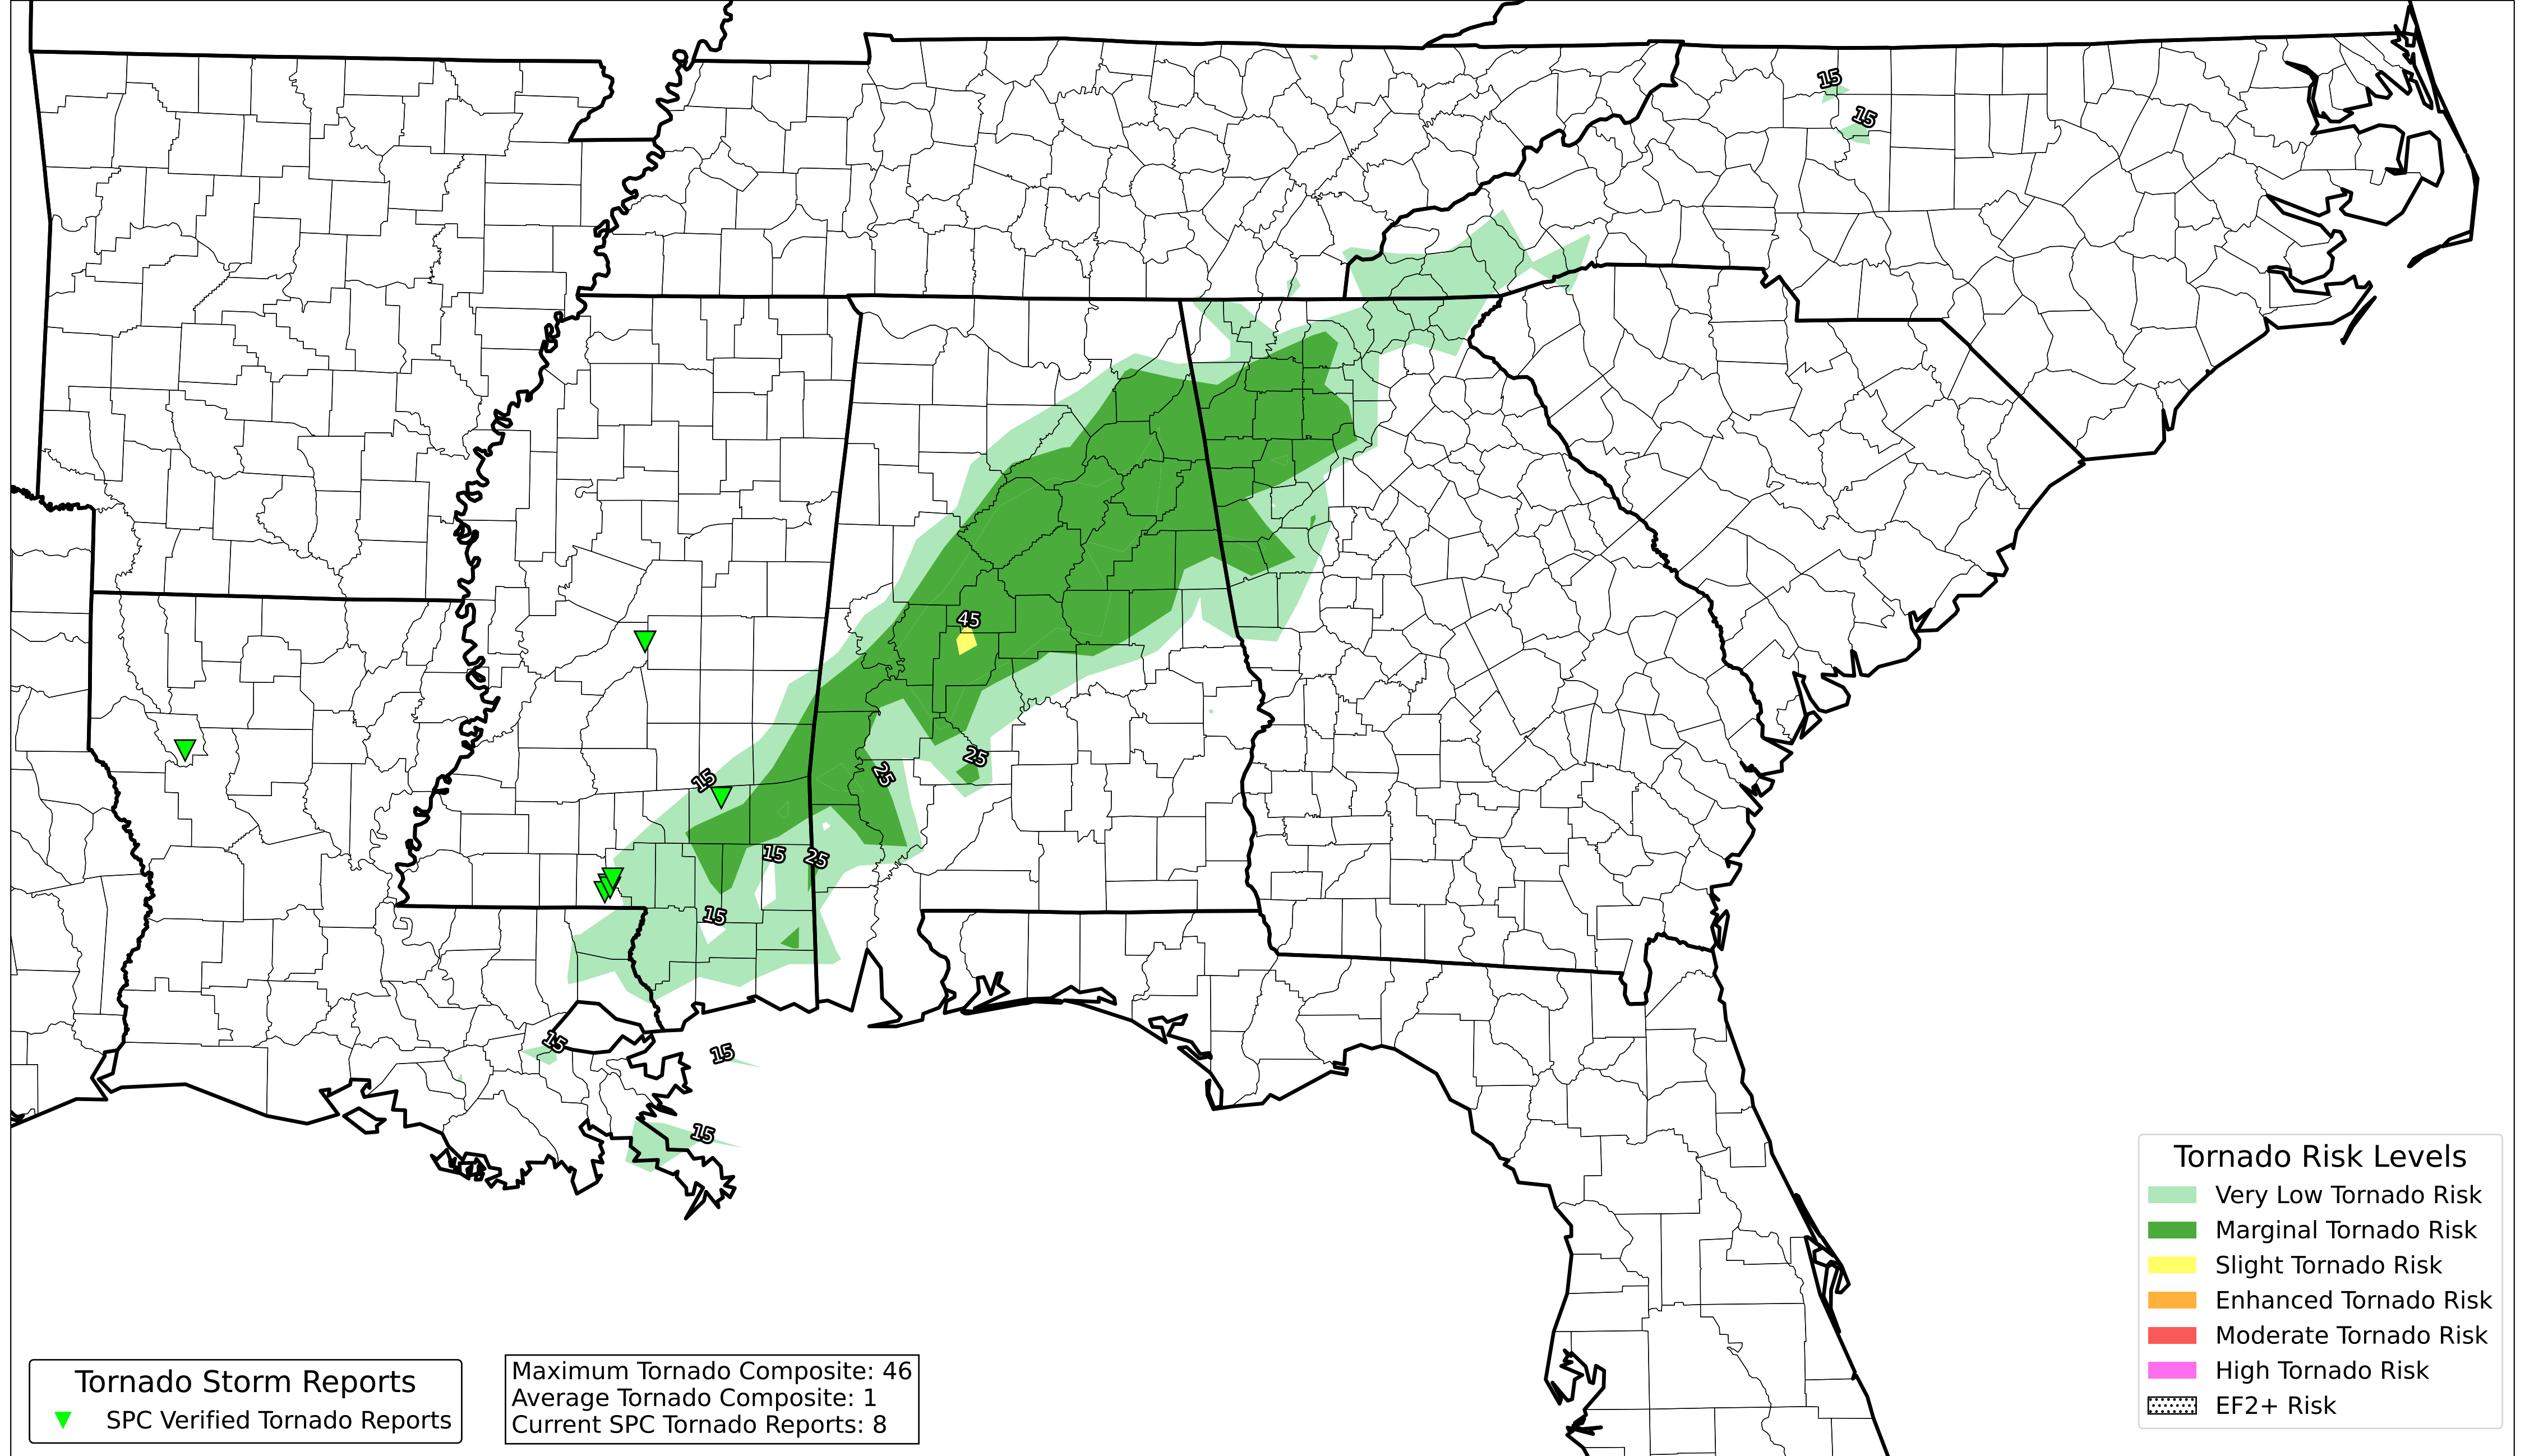 15
15
45
25
25
15
15
25
15
15
15
15
Tornado Risk Levels
Very Low Tornado Risk
Marginal Tornado Risk
Slight Tornado Risk
Enhanced Tornado Risk
Moderate Tornado Risk
High Tornado Risk
EF2+ Risk
Tornado Storm Reports
SPC Verified Tornado Reports
Maximum Tornado Composite: 46
Average Tornado Composite: 1
Current SPC Tornado Reports: 8